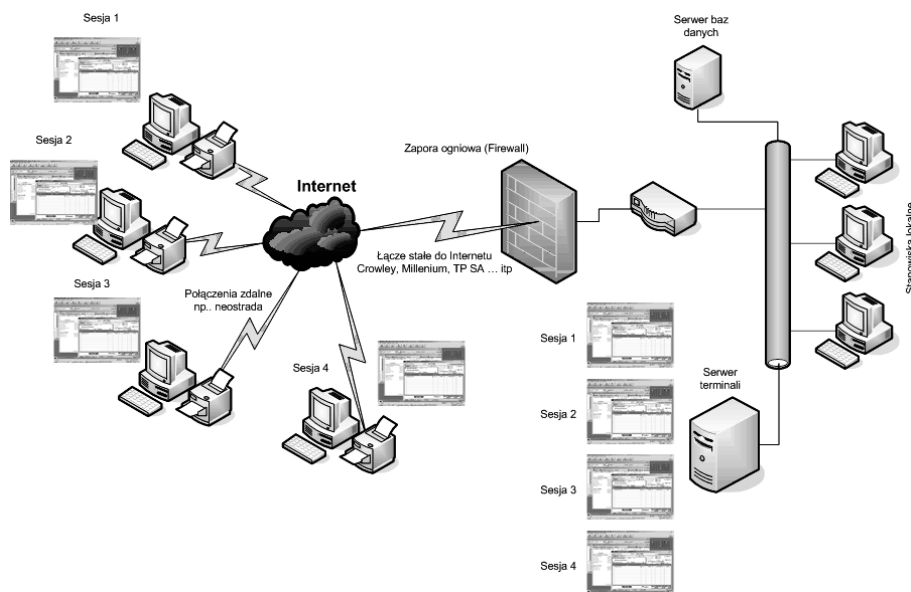 Sesja 1
Serwer baz
danych
Sesja 2
Zapora ogniowa (Firewall)
Internet
Łącze stałe do Internetu
Crowley, Millenium, TP SA ... itp
Stanowiska lokalne
Sesja 3
Połączenia zdalne
np.. neostrada
Sesja 4
Sesja 1
Serwer
terminali
Sesja 2
Sesja 3
Sesja 4